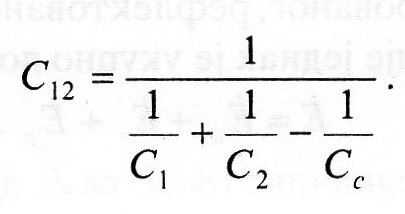 C₁₂ = 1 / (1/C₁ + 1/C₂ − 1/C_c).